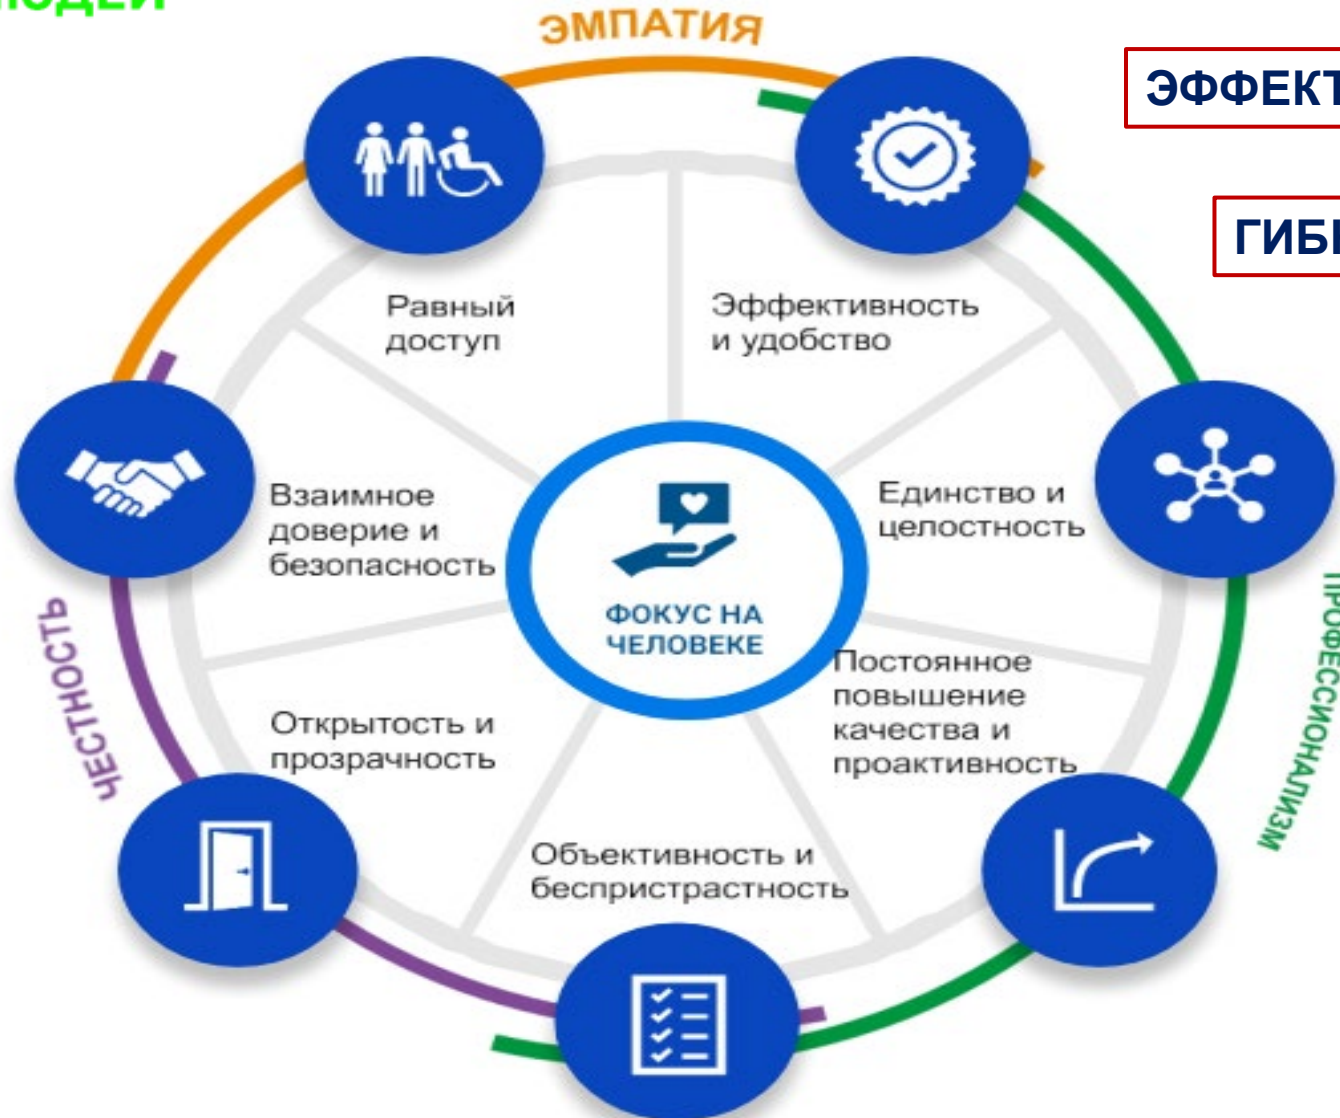 ЭМПАТИЯ
Равный
доступ
Эффективность
и удобство
Взаимное
доверие и
безопасность
Единство и
целостность
ФОКУС НА
ЧЕЛОВЕКЕ
ЧЕСТНОСТЬ
ПРОФЕССИОНАЛИЗМ
Постоянное
повышение
качества и
проактивность
Открытость и
прозрачность
Объективность и
беспристрастность